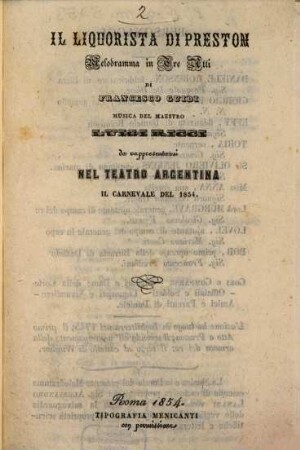 2
IL LIQUORISTA DI PRESTON
Melodramma in Tre Atti
DI
FRANCESCO GUIDI
MUSICA DEL MAESTRO
LUIGI RICCI
da rappresentarsi
NEL TEATRO ARGENTINA
IL CARNEVALE DEL 1854.
Roma 1854.
TIPOGRAFIA MENICANTI
con permissione